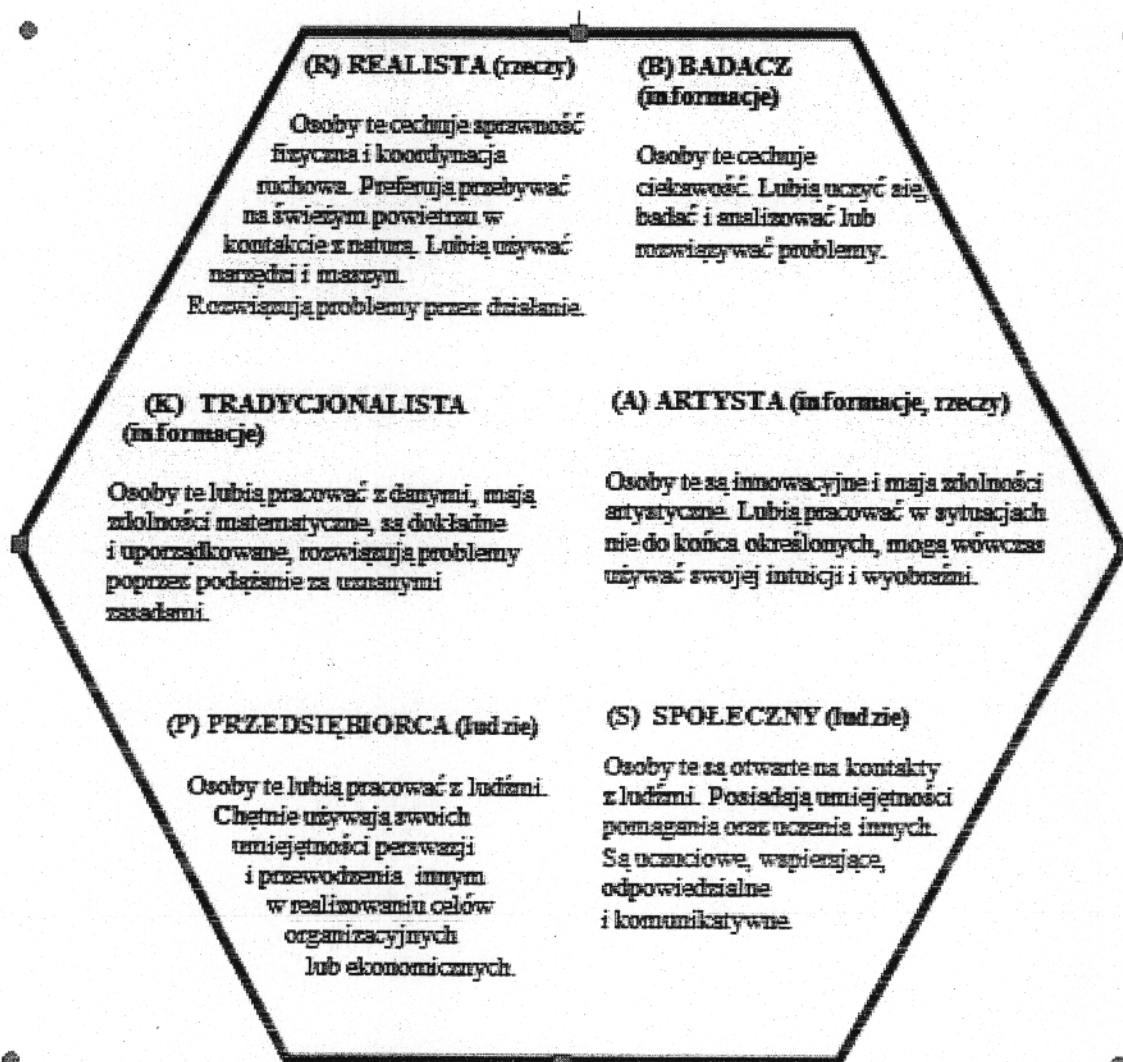 (R) REALISTA (rzeczy)
Osoby te cechuje sprawność
fizyczna i koordynacja
ruchowa. Preferują przebywać
na świeżym powietrzu w
kontakcie z naturą. Lubią używać
narzędzi i maszyn.
Rozwiązują problemy przez działanie.
(B) BADACZ
(informacje)
Osoby te cechuje
ciekawość. Lubią uczyć się,
badać i analizować lub
rozwiązywać problemy.
(K) TRADYCJONALISTA
(informacje)
Osoby te lubią pracować z danymi, mają
zdolności matematyczne, są dokładne
i uporządkowane, rozwiązują problemy
poprzez podążanie za uznanymi
zasadami.
(A) ARTYSTA (informacje, rzeczy)
Osoby te są innowacyjne i maja zdolności
artystyczne. Lubią pracować w sytuacjach
nie do końca określonych, mogą wówczas
używać swojej intuicji i wyobraźni.
(P) PRZEDSIĘBIORCA (ludzie)
Osoby te lubią pracować z ludźmi.
Chętnie używają swoich
umiejętności perswazji
i przewodzenia innym
w realizowaniu celów
organizacyjnych
lub ekonomicznych.
(S) SPOŁECZNY (ludzie)
Osoby te są otwarte na kontakty
z ludźmi. Posiadają umiejętności
pomagania oraz uczenia innych.
Są uczuciowe, wspierające,
odpowiedzialne
i komunikatywne.